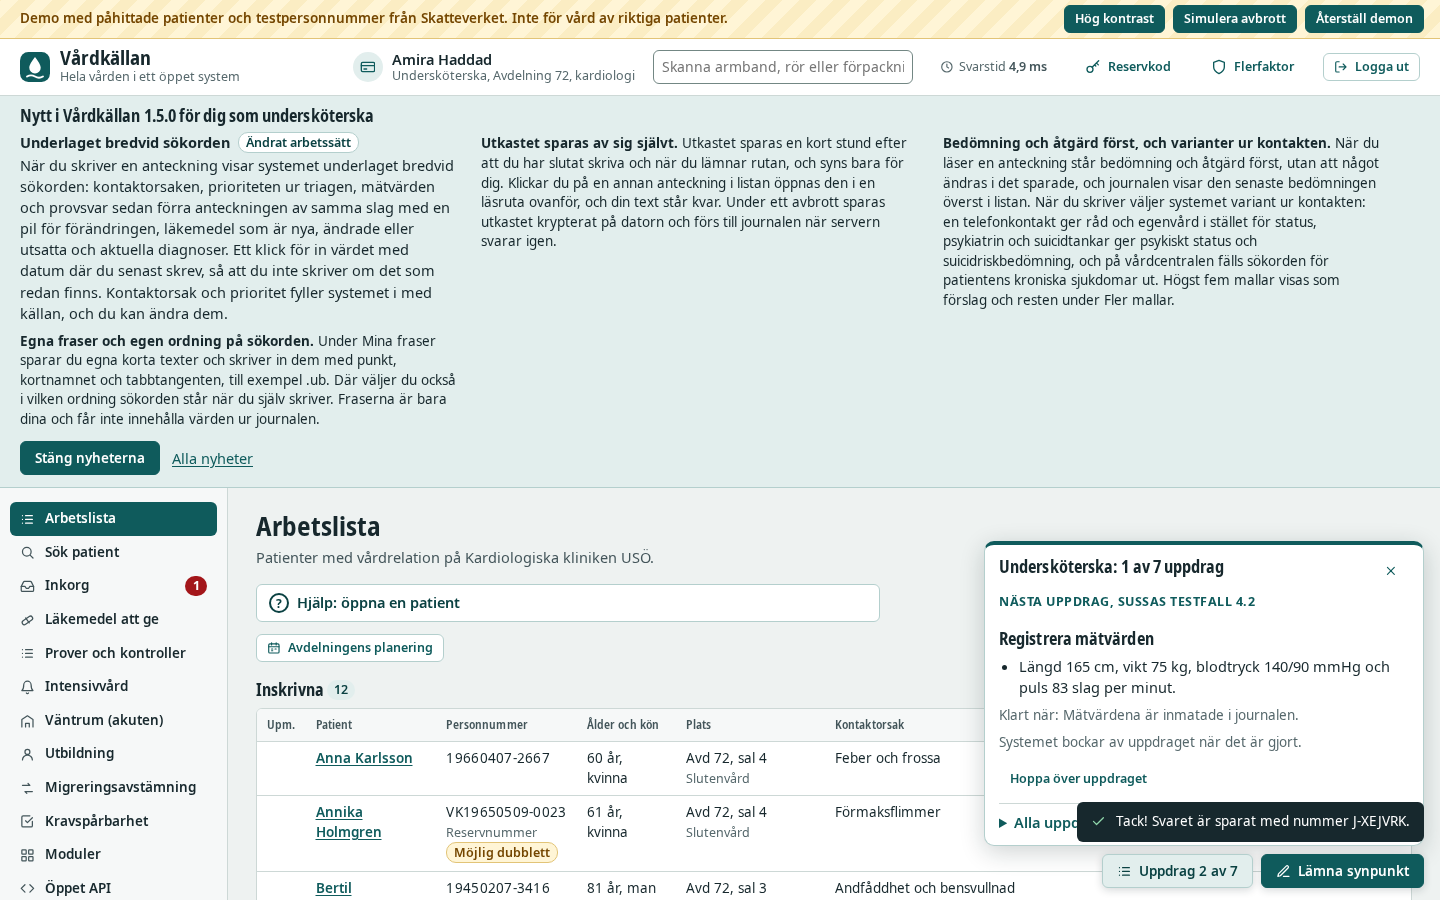 Demo med påhittade patienter och testpersonnummer från Skatteverket. Inte för vård av riktiga patienter.
Hög kontrast
Simulera avbrott
Återställ demon
Vårdkällan
Hela vården i ett öppet system
Amira Haddad
Undersköterska, Avdelning 72, kardiologi
Skanna armband, rör eller förpackni
Svarstid 4,9 ms
Reservkod
Flerfaktor
Logga ut
Nytt i Vårdkällan 1.5.0 för dig som undersköterska
Underlaget bredvid sökorden
Ändrat arbetssätt
När du skriver en anteckning visar systemet underlaget bredvid
sökorden: kontaktorsaken, prioriteten ur triagen, mätvärden
och provsvar sedan förra anteckningen av samma slag med en
pil för förändringen, läkemedel som är nya, ändrade eller
utsatta och aktuella diagnoser. Ett klick för in värdet med
datum där du senast skrev, så att du inte skriver om det som
redan finns. Kontaktorsak och prioritet fyller systemet i med
källan, och du kan ändra dem.
Egna fraser och egen ordning på sökorden. Under Mina fraser
sparar du egna korta texter och skriver in dem med punkt,
kortnamnet och tabbtangenten, till exempel .ub. Där väljer du också
i vilken ordning sökorden står när du själv skriver. Fraserna är bara
dina och får inte innehålla värden ur journalen.
Utkastet sparas av sig självt. Utkastet sparas en kort stund efter
att du har slutat skriva och när du lämnar rutan, och syns bara för
dig. Klickar du på en annan anteckning i listan öppnas den i en
läsruta ovanför, och din text står kvar. Under ett avbrott sparas
utkastet krypterat på datorn och förs till journalen när servern
svarar igen.
Bedömning och åtgärd först, och varianter ur kontakten. När du
läser en anteckning står bedömning och åtgärd först, utan att något
ändras i det sparade, och journalen visar den senaste bedömningen
överst i listan. När du skriver väljer systemet variant ur kontakten:
en telefonkontakt ger råd och egenvård i stället för status,
psykiatrin och suicidtankar ger psykiskt status och
suicidriskbedömning, och på vårdcentralen fälls sökorden för
patientens kroniska sjukdomar ut. Högst fem mallar visas som
förslag och resten under Fler mallar.
Stäng nyheterna
Alla nyheter
Arbetslista
Sök patient
Inkorg
1
Läkemedel att ge
Prover och kontroller
Intensivvård
Väntrum (akuten)
Utbildning
Migreringsavstämning
Kravspårbarhet
Moduler
Öppet API
Arbetslista
Patienter med vårdrelation på Kardiologiska kliniken USÖ.
? Hjälp: öppna en patient
Avdelningens planering
Inskrivna 12
Upm. Patient Personnummer Ålder och kön Plats Kontaktorsak
Anna Karlsson 19660407-2667 60 år, Avd 72, sal 4 Feber och frossa
kvinna Slutenvård
Annika VK19650509-0023 61 år, Avd 72, sal 4 Förmaksflimmer
Holmgren Reservnummer kvinna Slutenvård
Möjlig dubblett
Bertil 19450207-3416 81 år, man Avd 72, sal 3 Andfåddhet och bensvullnad
Undersköterska: 1 av 7 uppdrag
NÄSTA UPPDRAG, SUSSAS TESTFALL 4.2
Registrera mätvärden
• Längd 165 cm, vikt 75 kg, blodtryck 140/90 mmHg och
puls 83 slag per minut.
Klart när: Mätvärdena är inmatade i journalen.
Systemet bockar av uppdraget när det är gjort.
Hoppa över uppdraget
Alla uppd
Tack! Svaret är sparat med nummer J-XEJVRK.
Uppdrag 2 av 7
Lämna synpunkt